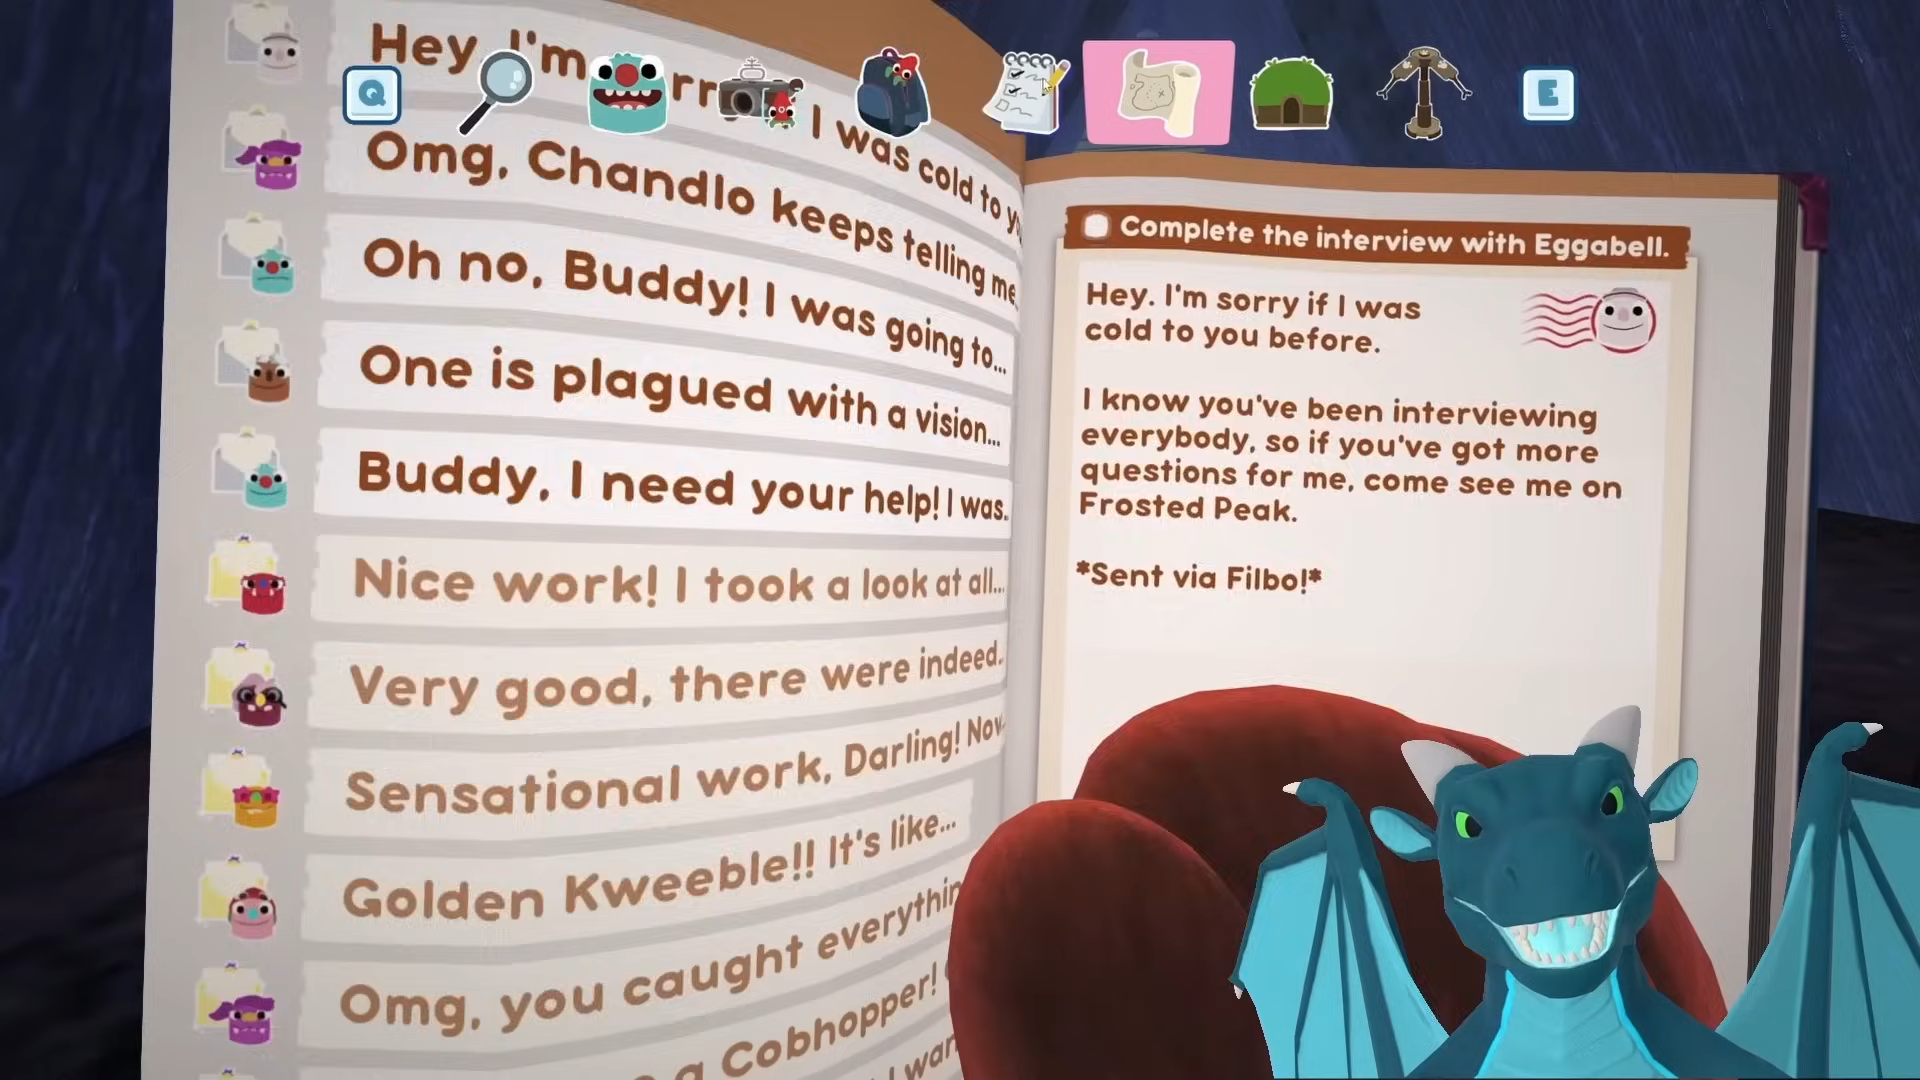 Hey I'm
I was cold to
Q
E
Omg, Chandlo keeps telling me
Oh no, Buddy! I was going to...
One is plagued with a vision...
Buddy, I need your help! I was.
Nice work! I took a look at all...
Very good, there were indeed..
Sensational work, Darling! Nov
Golden Kweeble!! It's like...
Omg, you caught everythin
a Cobhopper!
Complete the interview with Eggabell.
Hey. I'm sorry if I was
cold to you before.
I know you've been interviewing
everybody, so if you've got more
questions for me, come see me on
Frosted Peak.
*Sent via Filbo!*